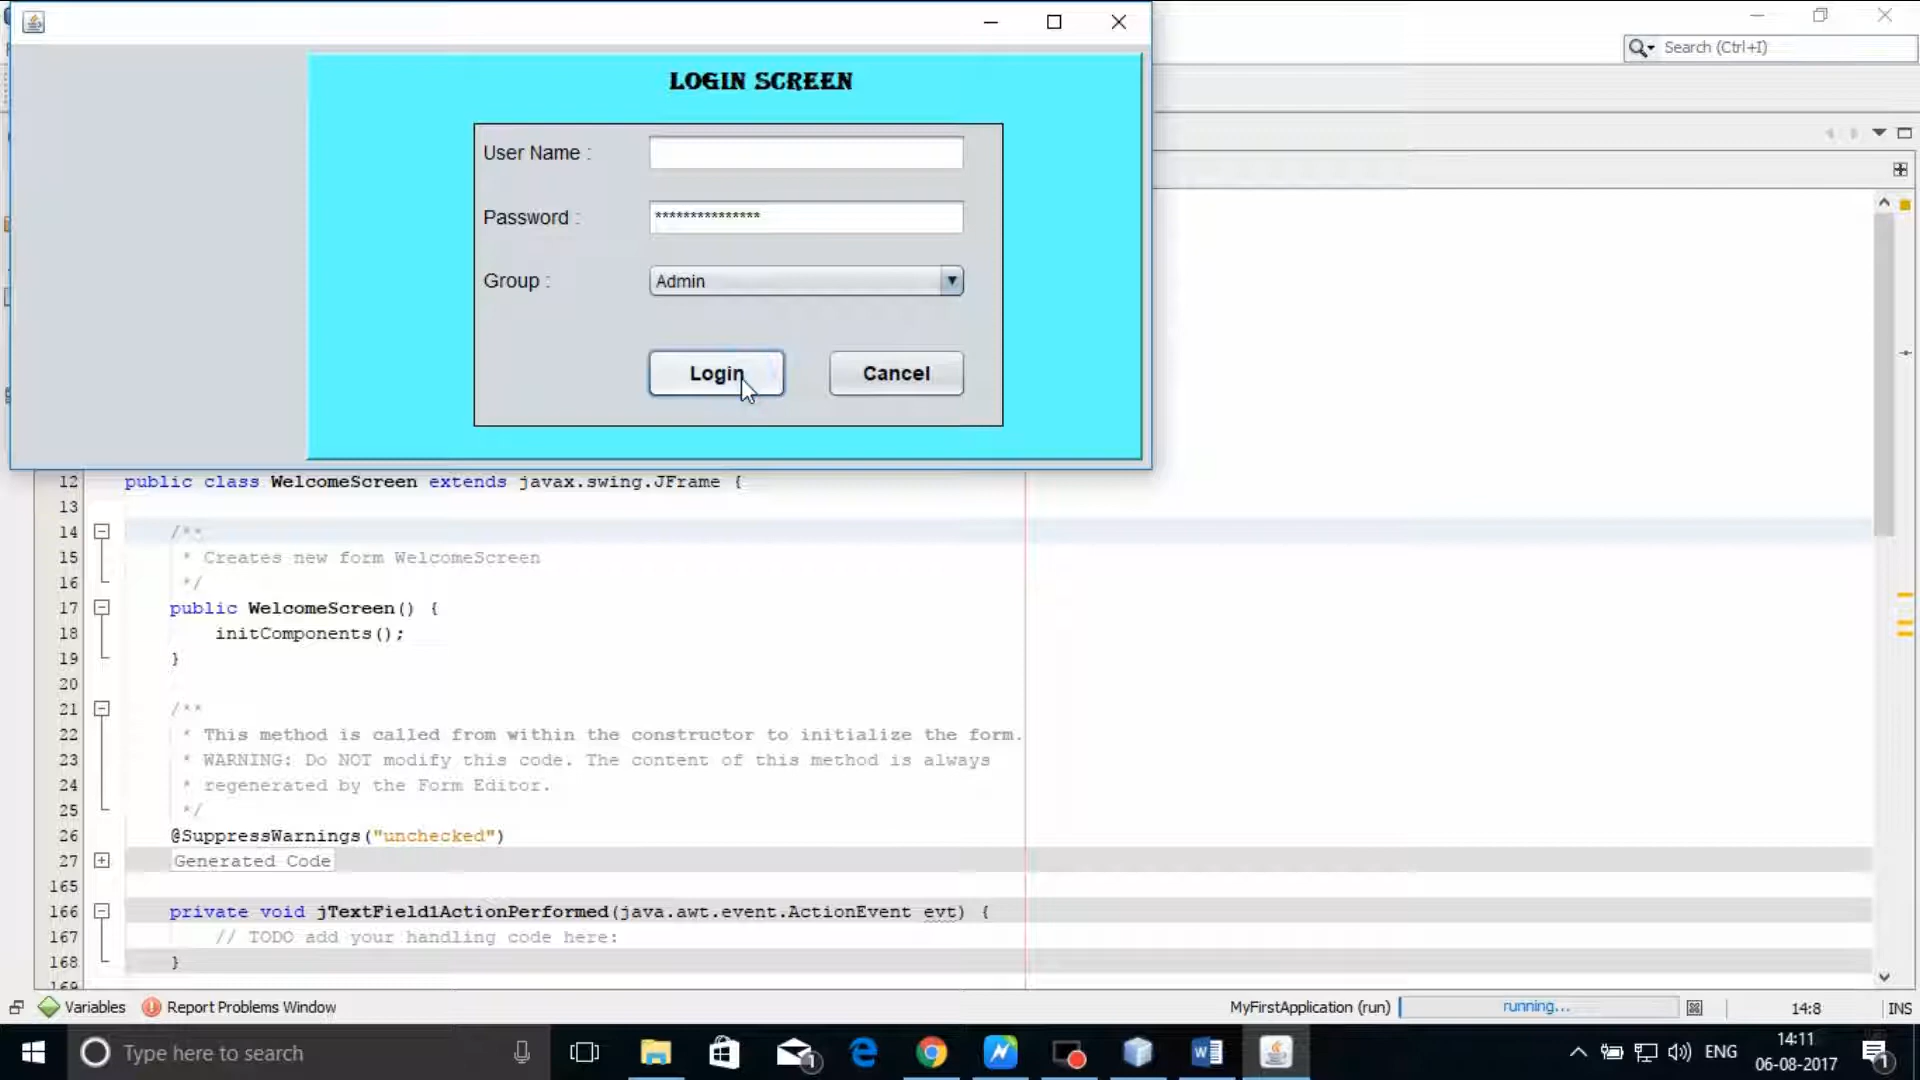 Search (Ctrl+I)
LOGIN SCREEN
User Name :
Password :
***************
Group :
Admin
Login
Cancel
12 public class WelcomeScreen extends javax.swing.JFrame {
13
14 /**
15 * Creates new form WelcomeScreen
16 */
17 public WelcomeScreen() {
18 initComponents();
19 }
20
21 /**
22 * This method is called from within the constructor to initialize the form.
23 * WARNING: Do NOT modify this code. The content of this method is always
24 * regenerated by the Form Editor.
25 */
26 @SuppressWarnings("unchecked")
27 Generated Code
165
166 private void jTextField1ActionPerformed(java.awt.event.ActionEvent evt) {
167 // TODO add your handling code here:
168 }
169
Variables
Report Problems Window
MyFirstApplication (run)
running...
14:8
INS
Type here to search
1
ENG
14:11
06-08-2017
1